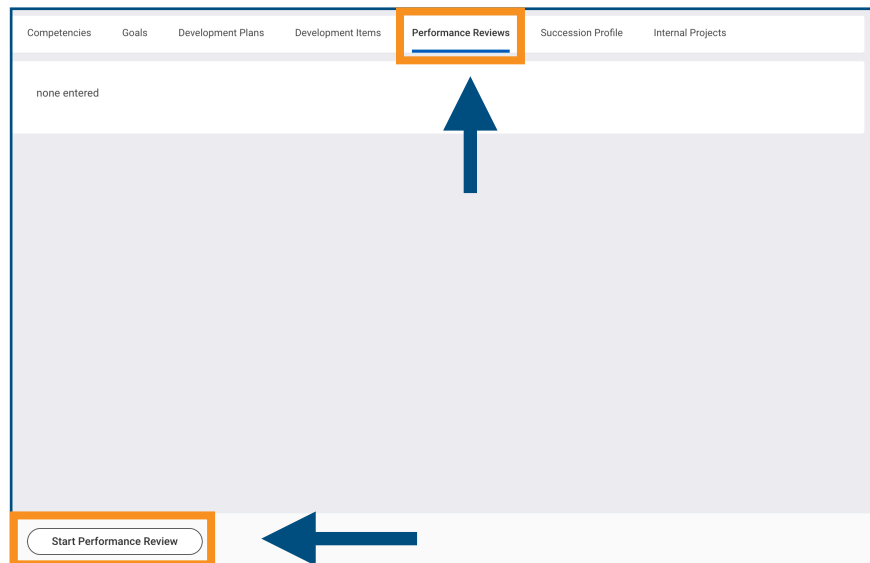 Competencies Goals Development Plans Development Items Performance Reviews Succession Profile Internal Projects
none entered
Start Performance Review